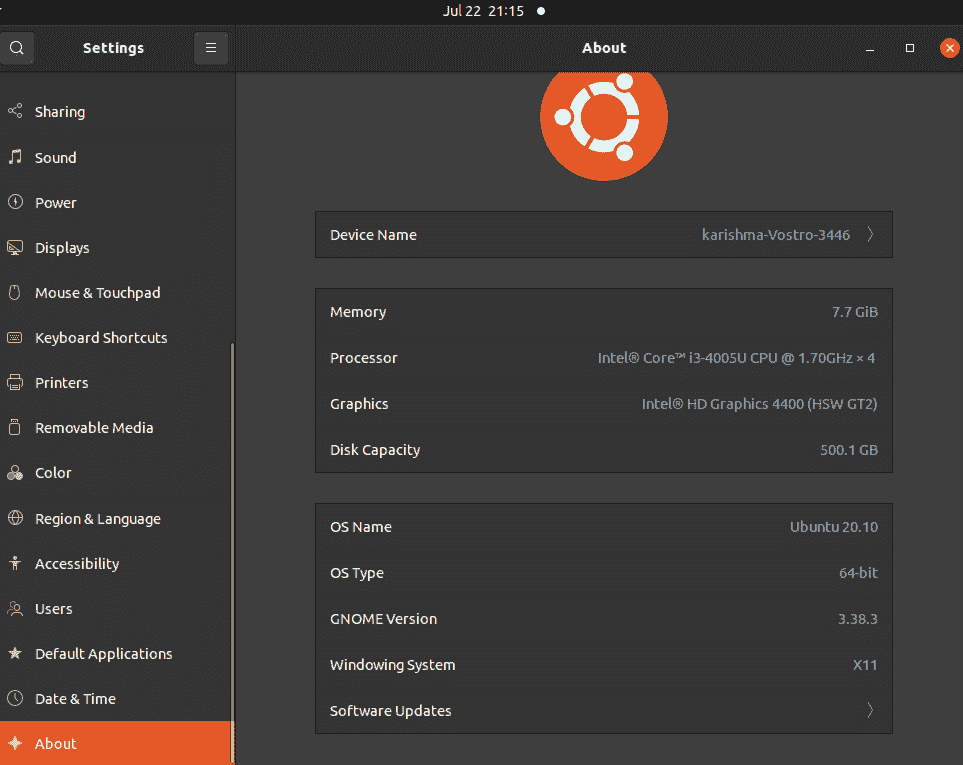 Jul 22 21:15
Settings
About
Sharing
Sound
Power
Displays
Mouse & Touchpad
Keyboard Shortcuts
Printers
Removable Media
Color
Region & Language
Accessibility
Users
Default Applications
Date & Time
About
Device Name karishma-Vostro-3446
Memory 7.7 GiB
Processor Intel® Core™ i3-4005U CPU @ 1.70GHz × 4
Graphics Intel® HD Graphics 4400 (HSW GT2)
Disk Capacity 500.1 GB
OS Name Ubuntu 20.10
OS Type 64-bit
GNOME Version 3.38.3
Windowing System X11
Software Updates